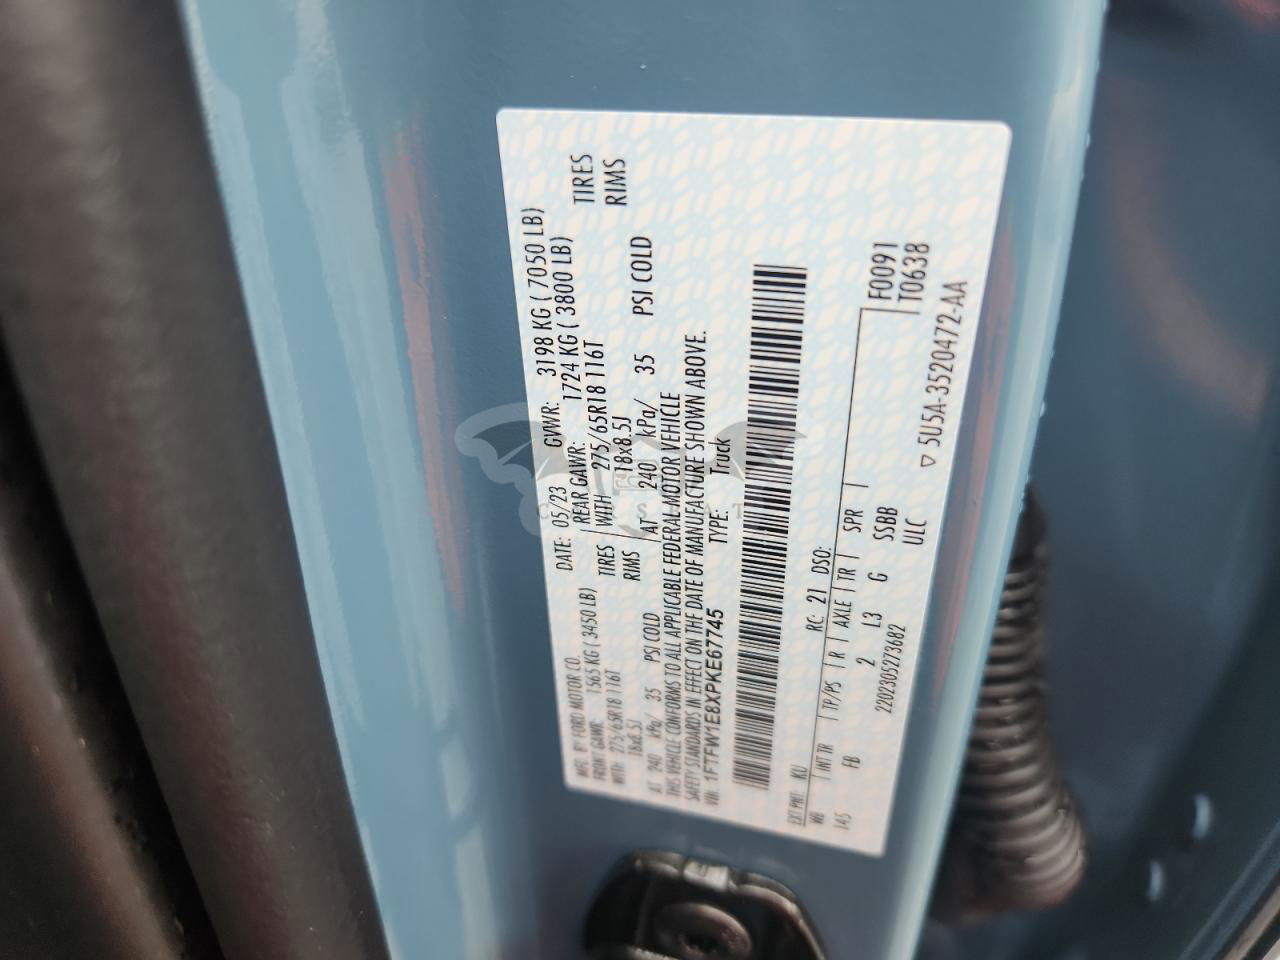 MFG. BY FORD MOTOR CO.
DATE: 05/23 GVWR: 3198 KG ( 7050 LB)
FRONT GAWR: 1565 KG ( 3450 LB) REAR GAWR: 1724 KG ( 3800 LB)
WITH 275/65R18 116T TIRES WITH 275/65R18 116T TIRES
18x8.5J RIMS 18x8.5J RIMS
AT 240 kPa/ 35 PSI COLD AT 240 kPa/ 35 PSI COLD
THIS VEHICLE CONFORMS TO ALL APPLICABLE FEDERAL MOTOR VEHICLE
SAFETY STANDARDS IN EFFECT ON THE DATE OF MANUFACTURE SHOWN ABOVE.
VIN: 1FTFW1E8XPKE67745 TYPE: Truck
EXT PNT: KU RC: 21 DSO: F0091
WB INT TR TP/PS R AXLE TR SPR T0638
145 FB 2 L3 G SSBB
2202305273682 ULC ▽ 5U5A-3520472-AA